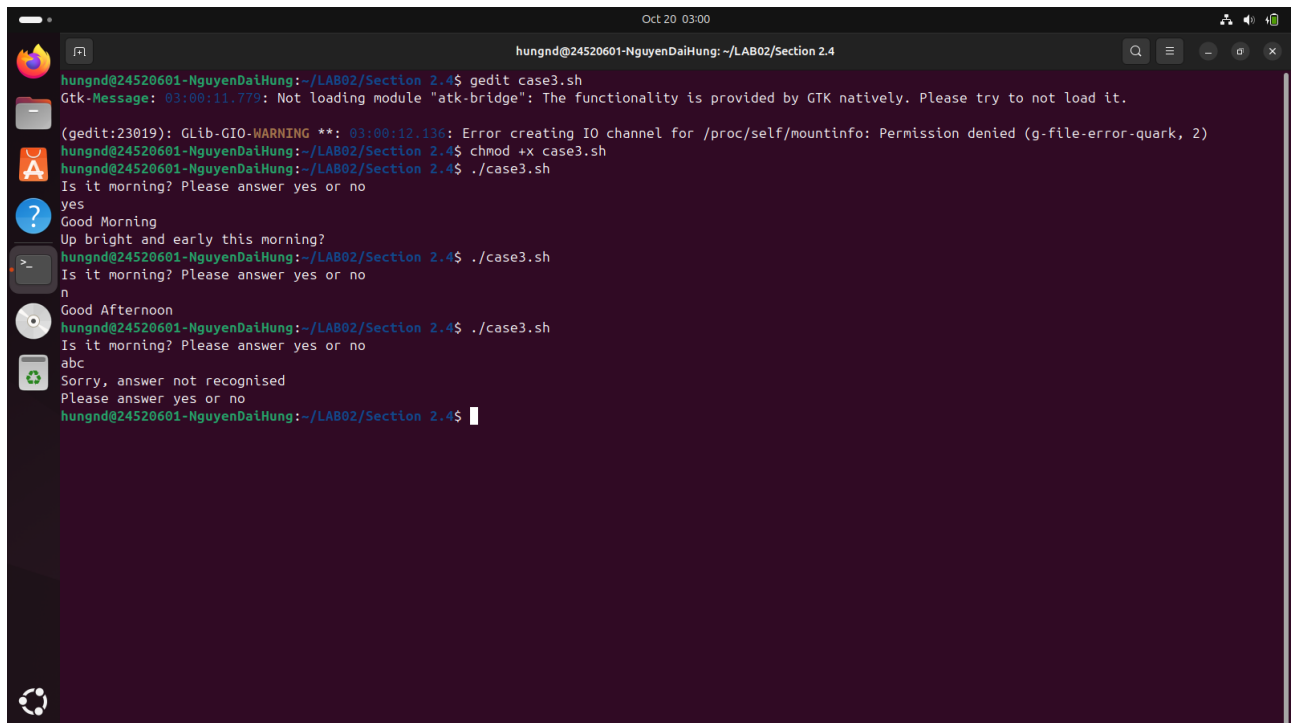 Oct 20 03:00
hungnd@24520601-NguyenDaiHung: ~/LAB02/Section 2.4
hungnd@24520601-NguyenDaiHung:~/LAB02/Section 2.4$ gedit case3.sh
Gtk-Message: 03:00:11.779: Not loading module "atk-bridge": The functionality is provided by GTK natively. Please try to not load it.
(gedit:23019): GLib-GIO-WARNING **: 03:00:12.136: Error creating IO channel for /proc/self/mountinfo: Permission denied (g-file-error-quark, 2)
hungnd@24520601-NguyenDaiHung:~/LAB02/Section 2.4$ chmod +x case3.sh
hungnd@24520601-NguyenDaiHung:~/LAB02/Section 2.4$ ./case3.sh
Is it morning? Please answer yes or no
yes
Good Morning
Up bright and early this morning?
hungnd@24520601-NguyenDaiHung:~/LAB02/Section 2.4$ ./case3.sh
Is it morning? Please answer yes or no
n
Good Afternoon
hungnd@24520601-NguyenDaiHung:~/LAB02/Section 2.4$ ./case3.sh
Is it morning? Please answer yes or no
abc
Sorry, answer not recognised
Please answer yes or no
hungnd@24520601-NguyenDaiHung:~/LAB02/Section 2.4$